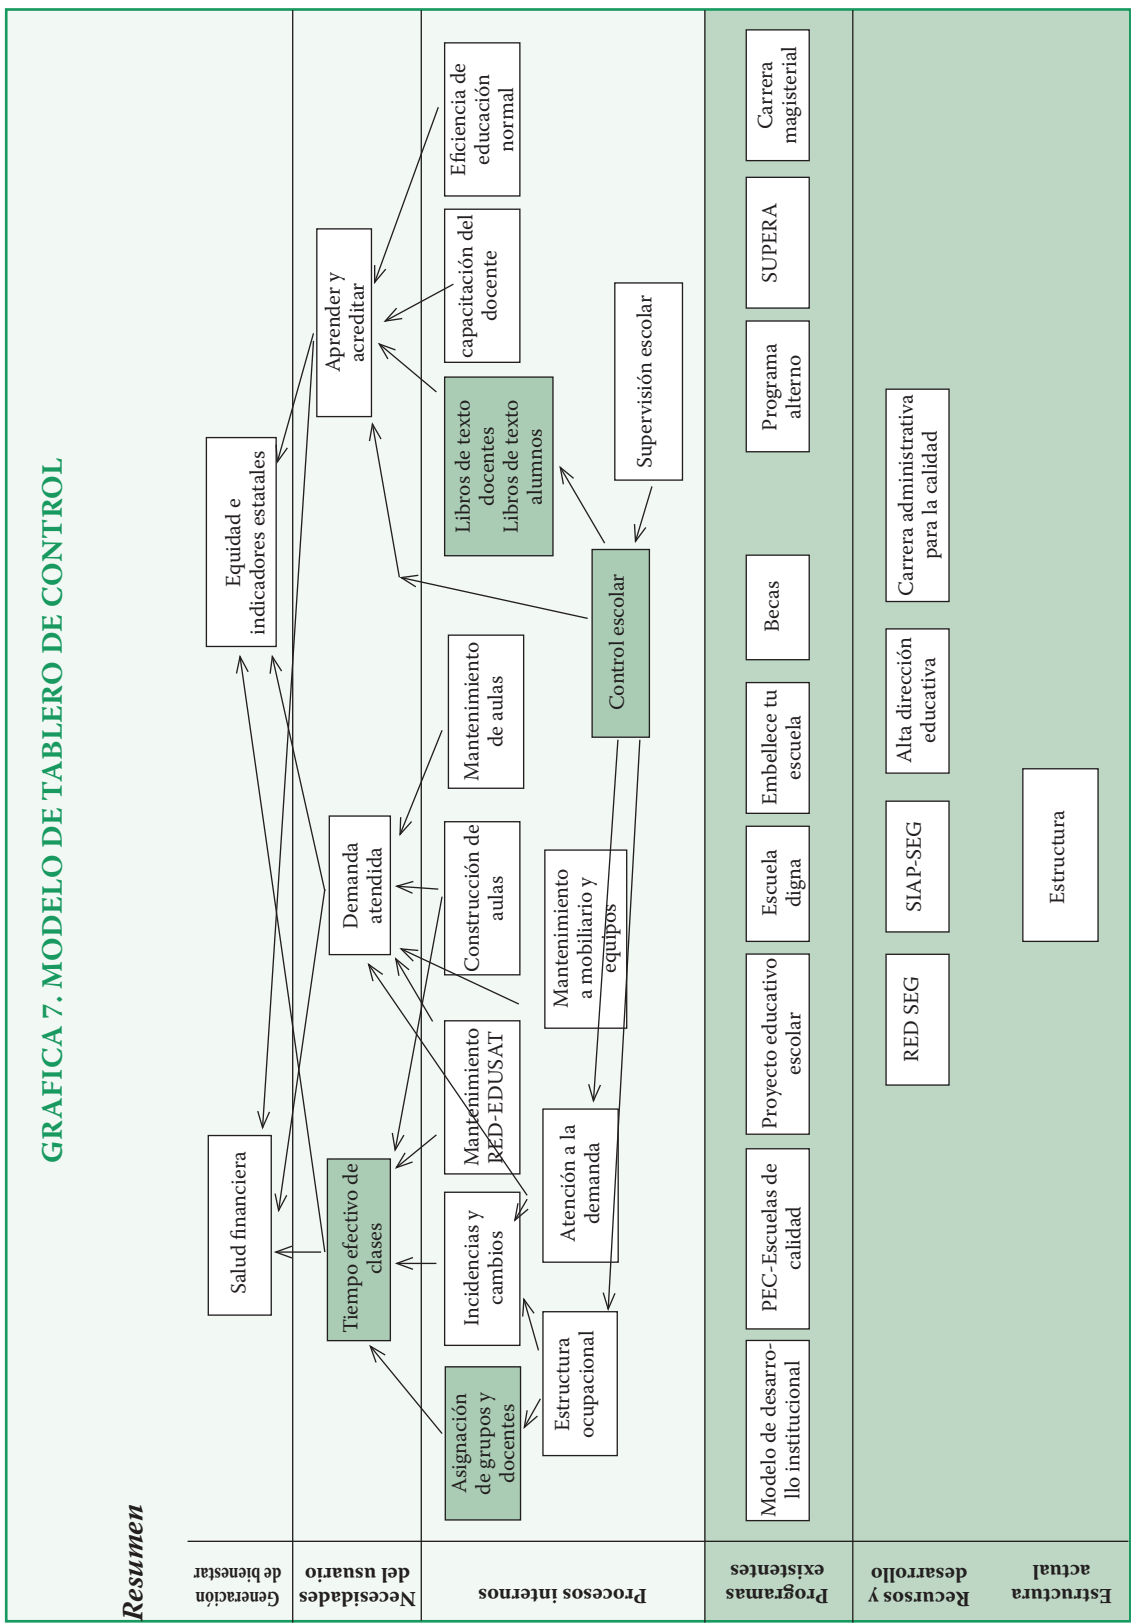 GRAFICA 7. MODELO DE TABLERO DE CONTROL
Resumen
Generación
de bienestar
Salud financiera
Equidad e
indicadores estatales
Necesidades
del usuario
Tiempo efectivo de
clases
Demanda
atendida
Aprender y
acreditar
Procesos internos
Asignación
de grupos y
docentes
Incidencias y
cambios
Mantenimiento
RED-EDUSAT
Construcción de
aulas
Mantenimiento
de aulas
Libros de texto
docentes
Libros de texto
alumnos
capacitación del
docente
Eficiencia de
educación
normal
Estructura
ocupacional
Atención a la
demanda
Mantenimiento
a mobiliario y
equipos
Control escolar
Supervisión escolar
Programas
existentes
Modelo de desarro-
llo institucional
PEC-Escuelas de
calidad
Proyecto educativo
escolar
Escuela
digna
Embellece tu
escuela
Becas
Programa
alterno
SUPERA
Carrera
magisterial
Recursos y
desarrollo
RED SEG
SIAP-SEG
Alta dirección
educativa
Carrera administrativa
para la calidad
Estructura
actual
Estructura